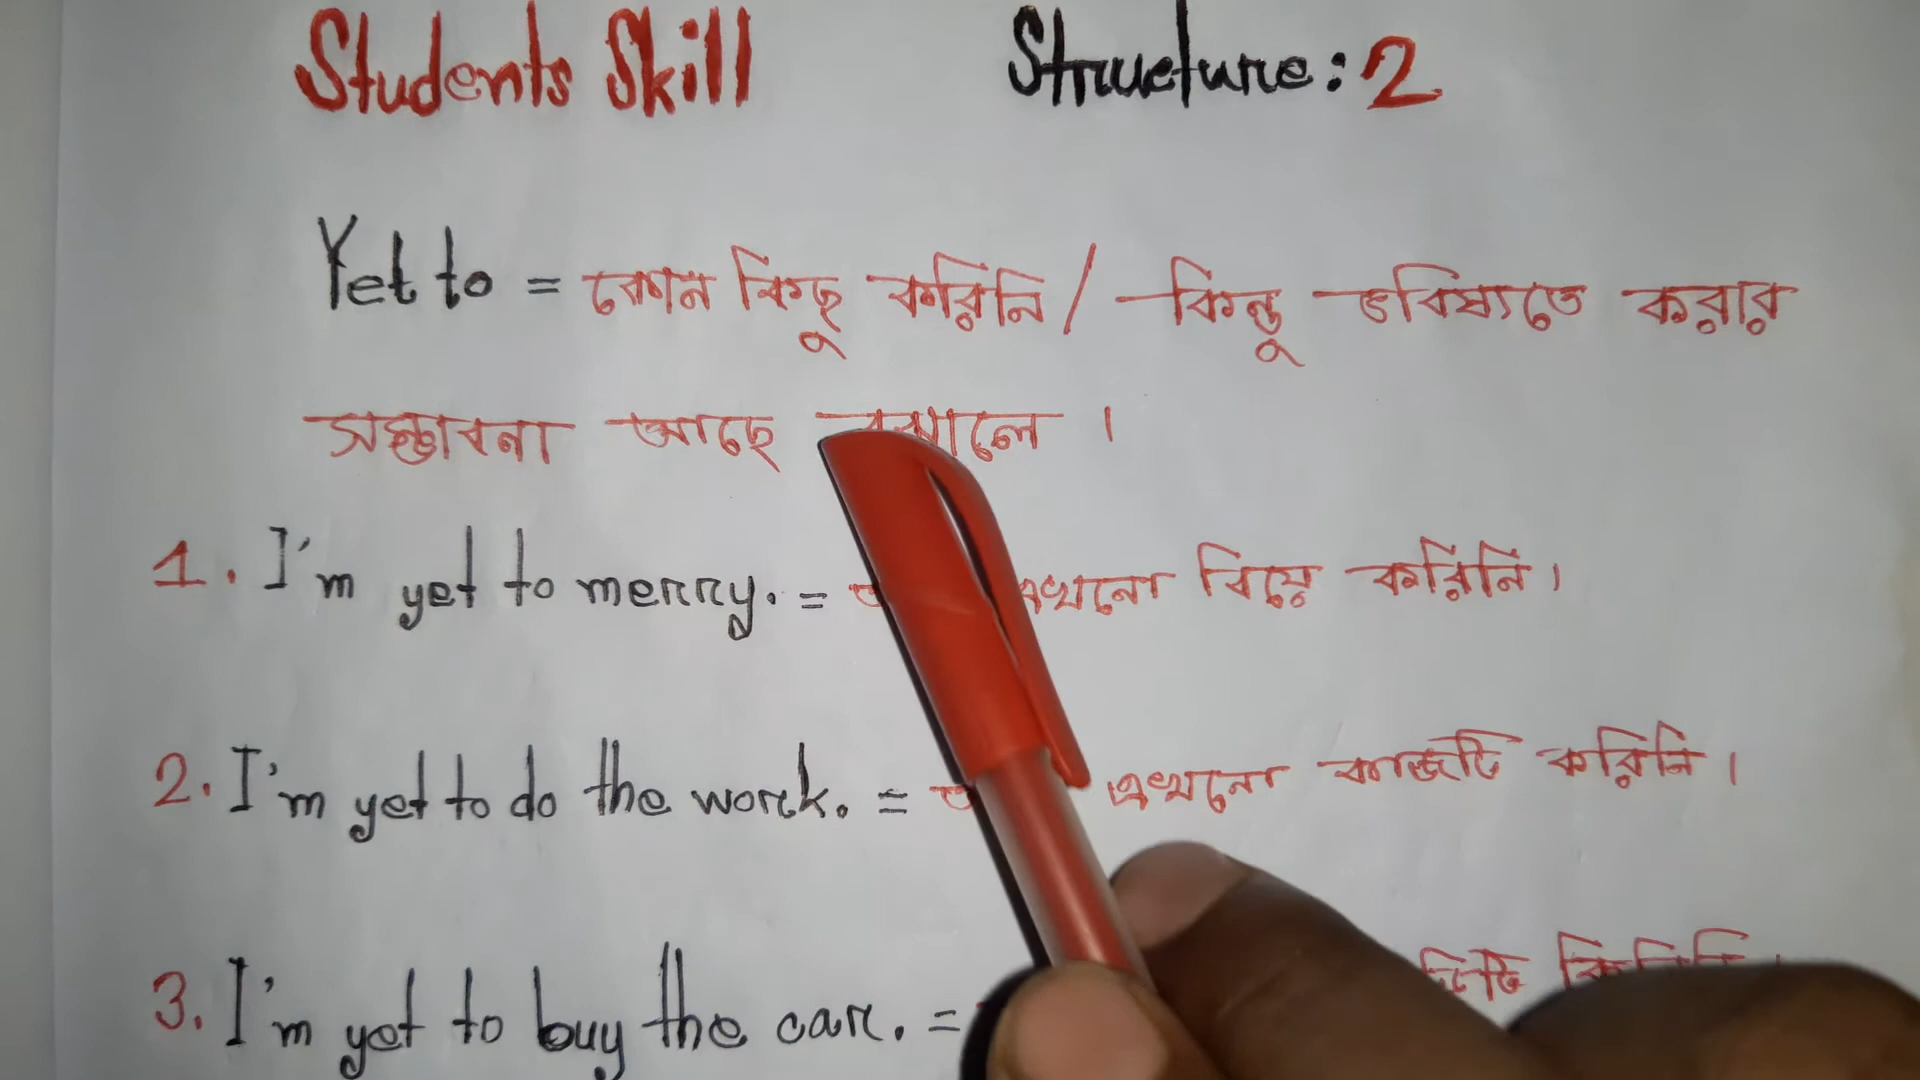 Students Skill Structure: 2
Yet to = কোন কিছু করিনি / কিন্তু ভবিষ্যতে করার
সম্ভাবনা আছে ।
1. I'm yet to merry. = এখনো বিয়ে করিনি ।
2. I'm yet to do the work. = এখনো কাজটি করিনি ।
3. I'm yet to buy the car. =